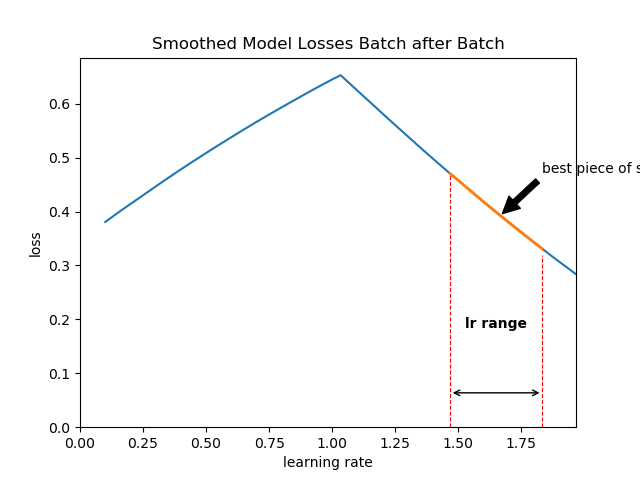 Smoothed Model Losses Batch after Batch
0.6
0.5
best piece of
0.4
loss
0.3
0.2
lr range
0.1
0.0
0.00 0.25 0.50 0.75 1.00 1.25 1.50 1.75
learning rate